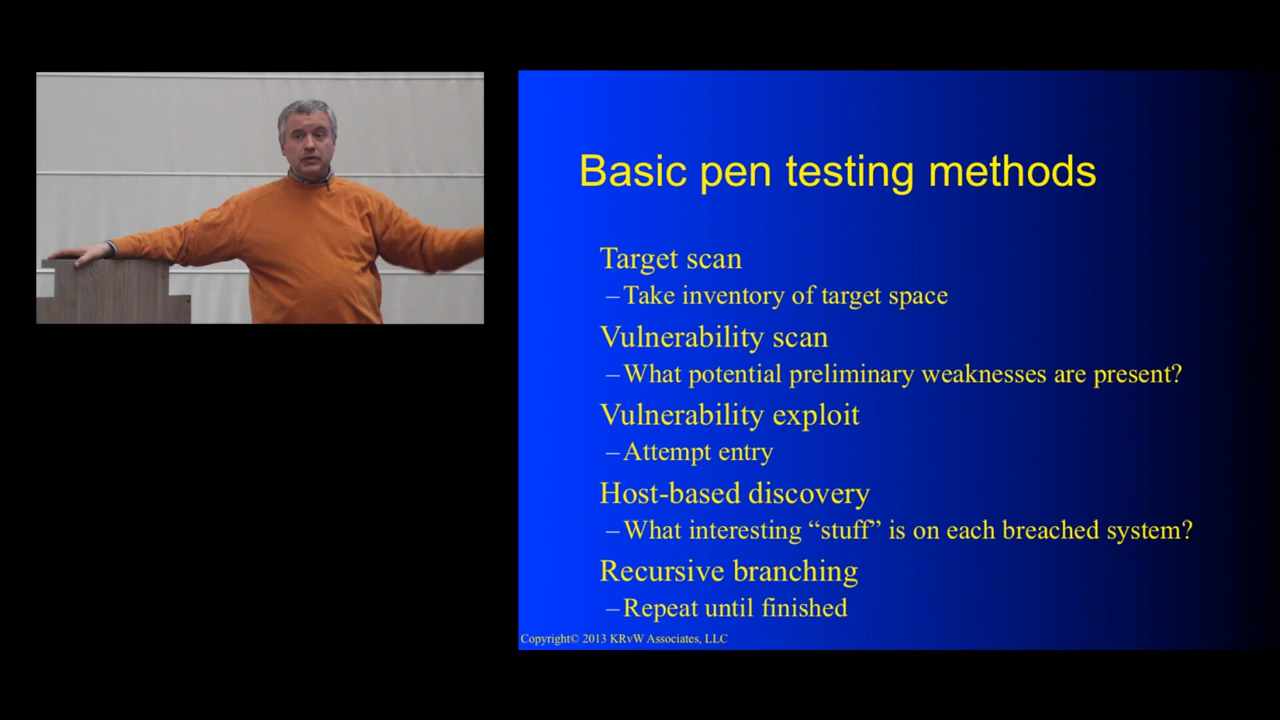 Basic pen testing methods
Target scan
–Take inventory of target space
Vulnerability scan
–What potential preliminary weaknesses are present?
Vulnerability exploit
–Attempt entry
Host-based discovery
–What interesting “stuff” is on each breached system?
Recursive branching
–Repeat until finished
Copyright© 2013 KRvW Associates, LLC